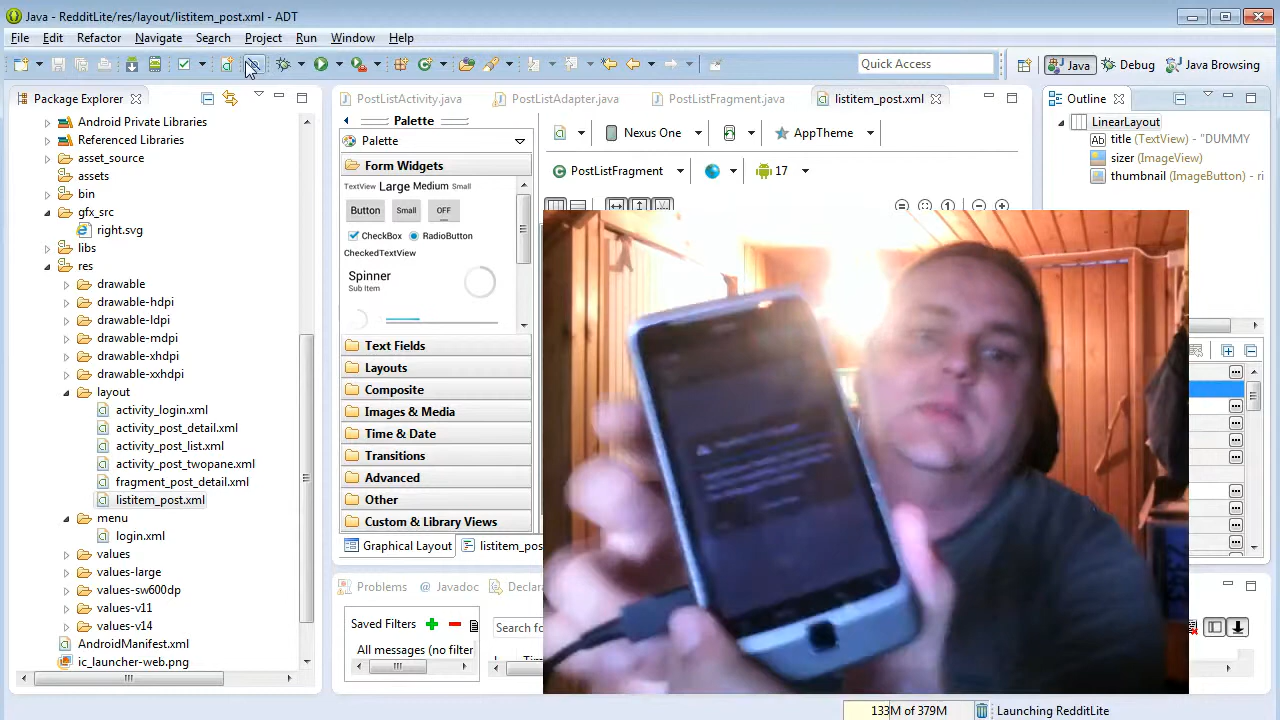 Java - RedditLite/res/layout/listitem_post.xml - ADT
File Edit Refactor Navigate Search Project Run Window Help
Quick Access
Java
Debug
Java Browsing
Package Explorer
Android Private Libraries
Referenced Libraries
asset_source
assets
bin
gfx_src
right.svg
libs
res
drawable
drawable-hdpi
drawable-ldpi
drawable-mdpi
drawable-xhdpi
drawable-xxhdpi
layout
activity_login.xml
activity_post_detail.xml
activity_post_list.xml
activity_post_twopane.xml
fragment_post_detail.xml
listitem_post.xml
menu
login.xml
values
values-large
values-sw600dp
values-v11
values-v14
AndroidManifest.xml
ic_launcher-web.png
PostListActivity.java
PostListAdapter.java
PostListFragment.java
listitem_post.xml
Palette
Palette
Form Widgets
TextView Large Medium Small
Button Small OFF
CheckBox RadioButton
CheckedTextView
Spinner
Sub Item
Text Fields
Layouts
Composite
Images & Media
Time & Date
Transitions
Advanced
Other
Custom & Library Views
Graphical Layout
listitem_pos
Nexus One
AppTheme
PostListFragment
17
Outline
LinearLayout
title (TextView) - "DUMMY
sizer (ImageView)
thumbnail (ImageButton) - ri
Problems
Javadoc
Declara
Saved Filters
All messages (no filter
Search fo
133M of 379M
Launching RedditLite